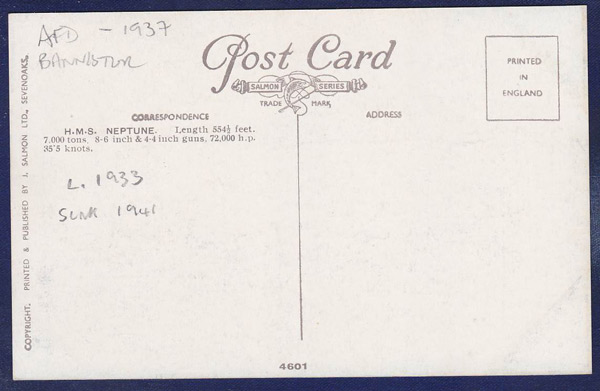 AFD - 1937
BANNISTER
Post Card
SALMON SERIES
TRADE MARK
PRINTED
IN
ENGLAND
CORRESPONDENCE
ADDRESS
H.M.S. NEPTUNE. Length 554½ feet.
7,000 tons, 8-6 inch & 4-4 inch guns, 72,000 h.p.
35'5 knots.
L. 1933
SUNK 1941
COPYRIGHT. PRINTED & PUBLISHED BY J. SALMON LTD., SEVENOAKS.
4601